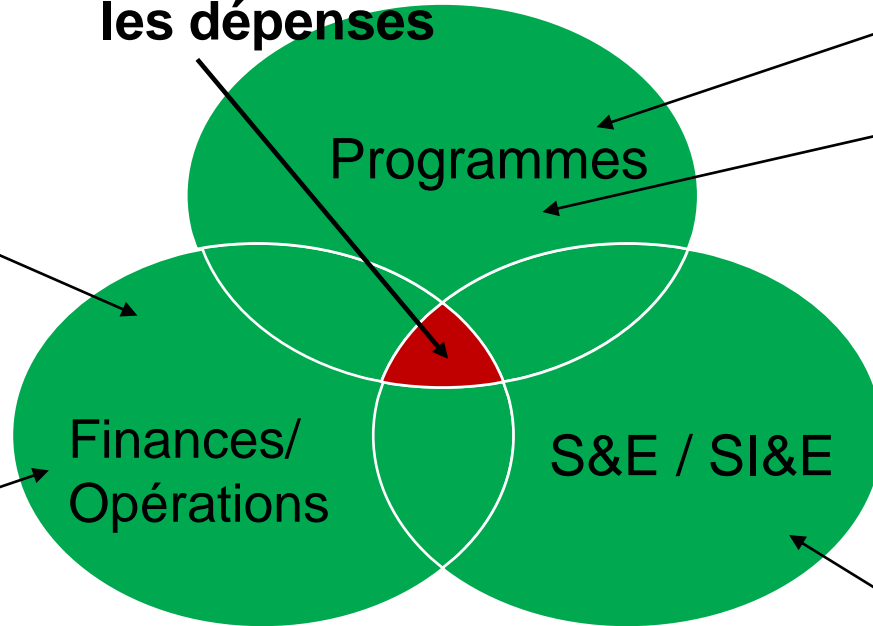 les dépenses
Programmes
Finances/
Opérations
S&E / SI&E